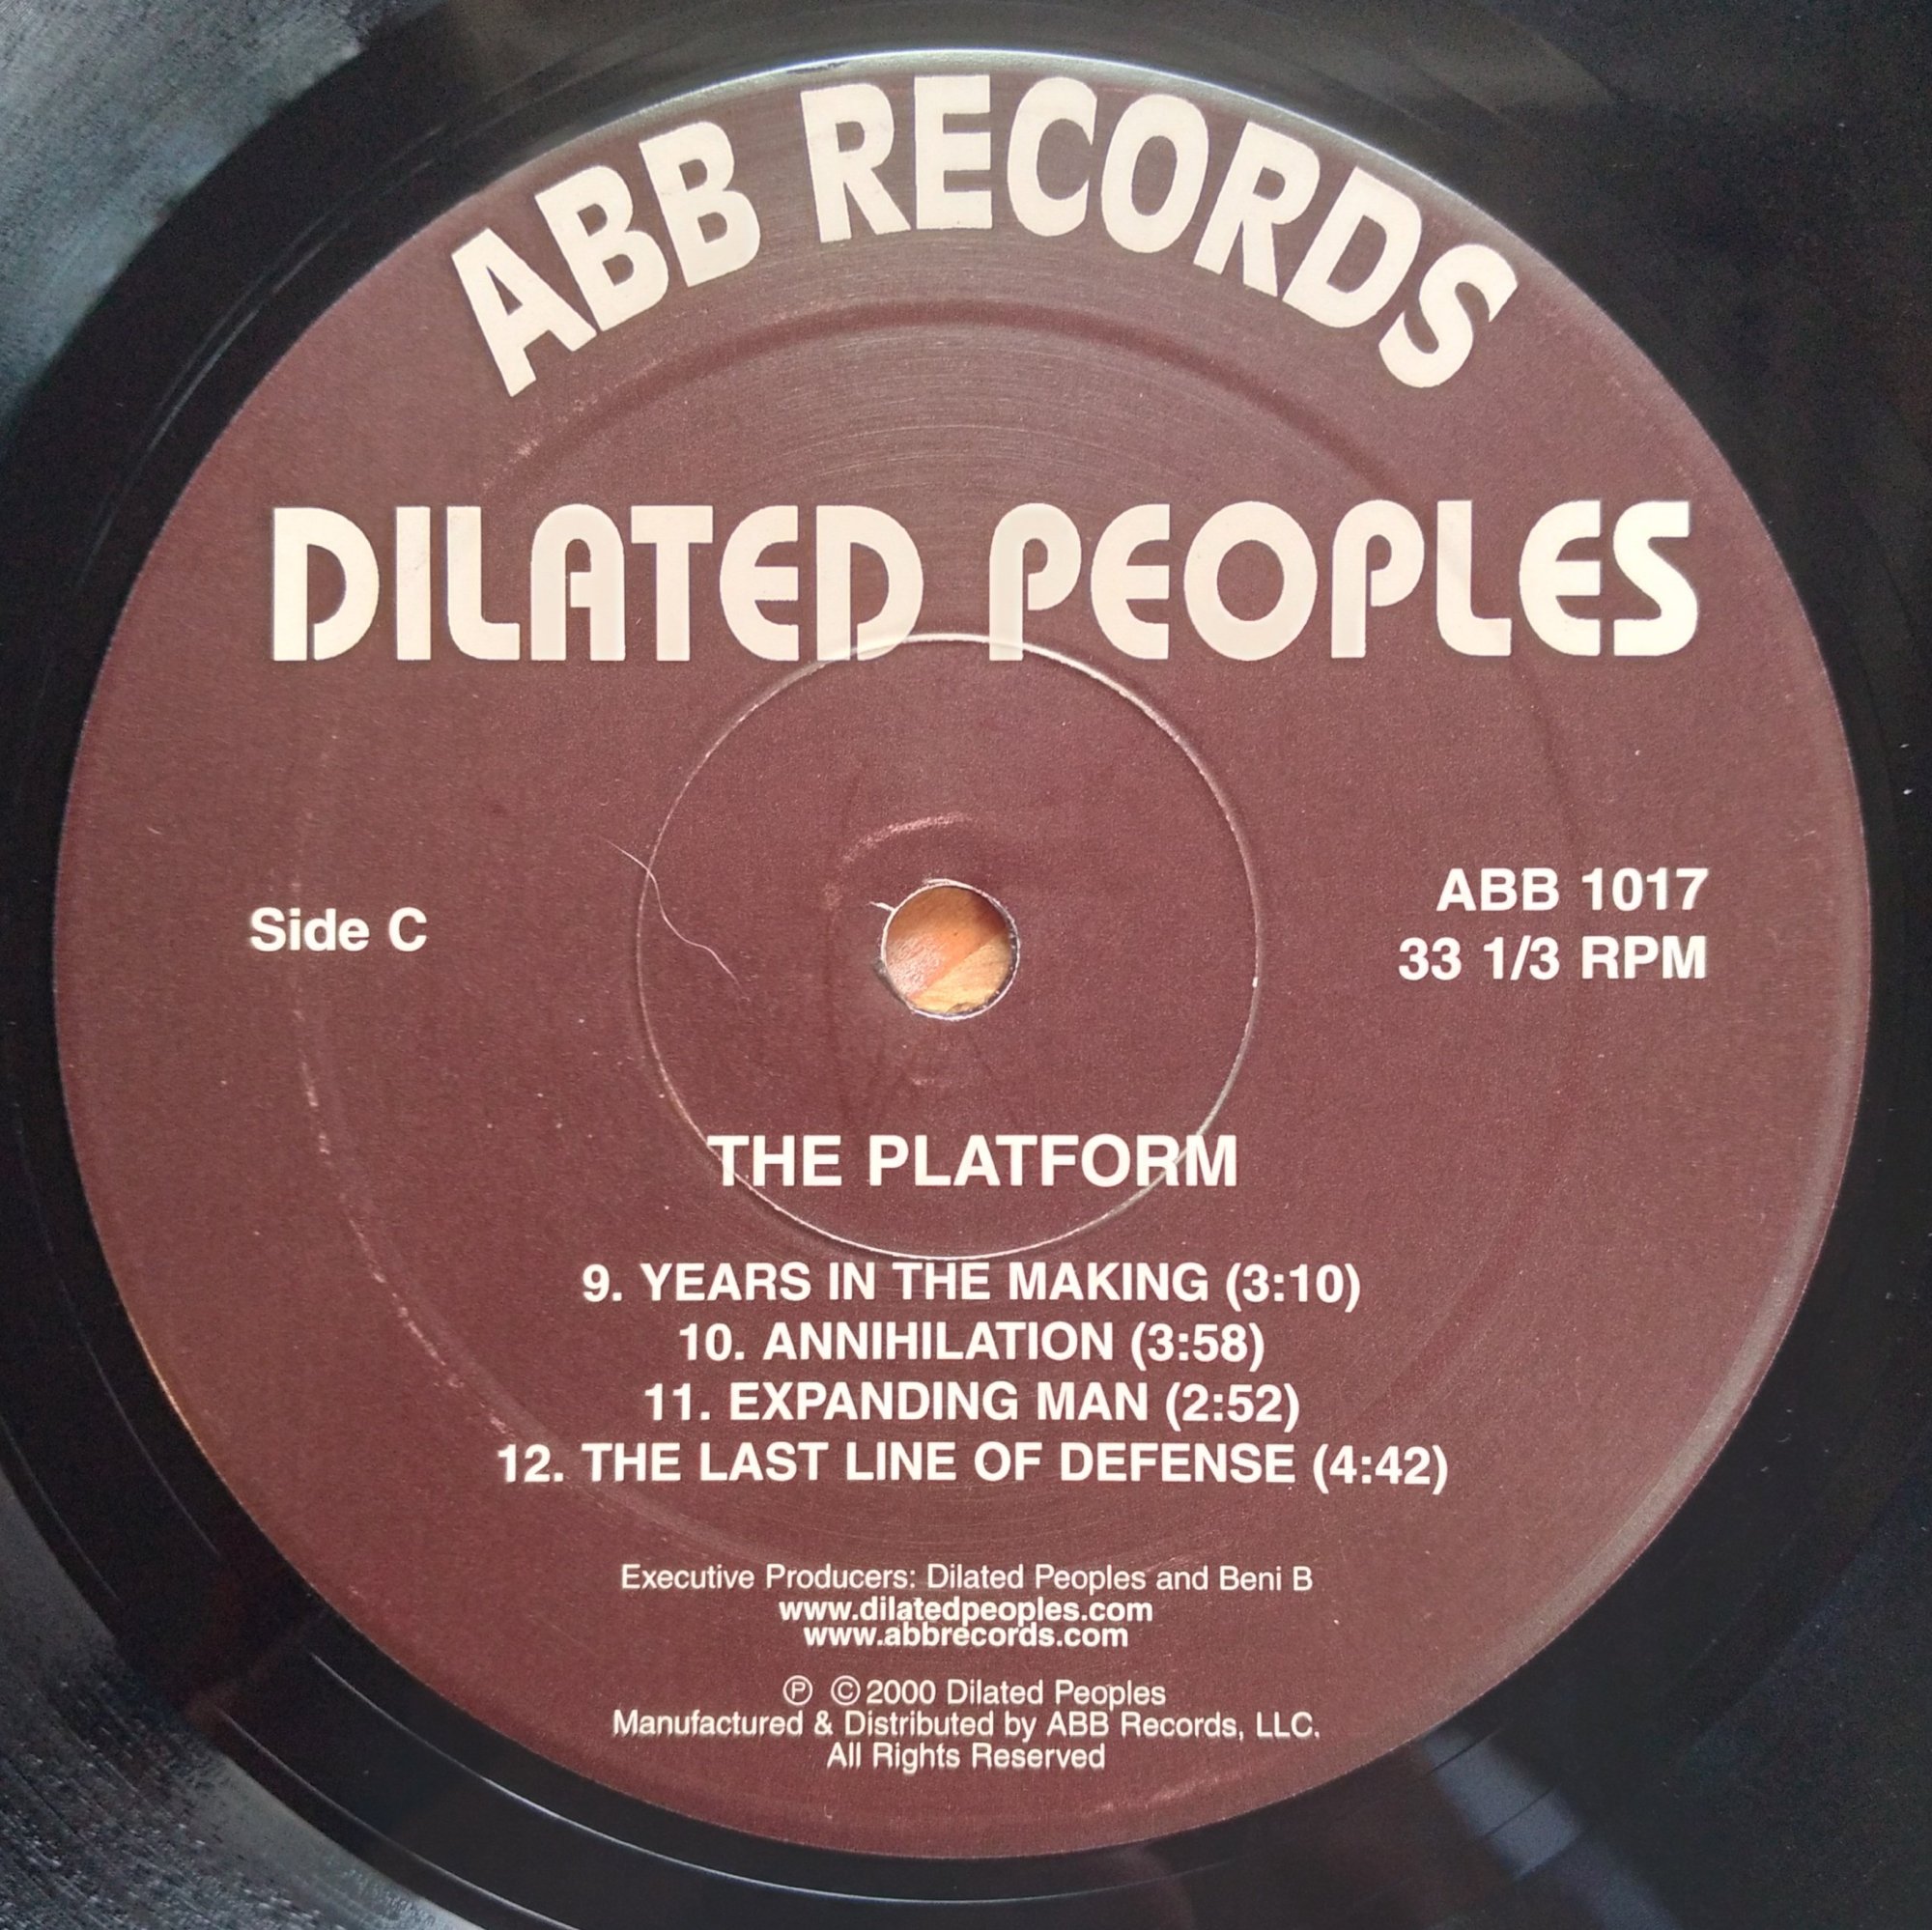 ABB RECORDS
DILATED PEOPLES
Side C
ABB 1017
33 1/3 RPM
THE PLATFORM
9. YEARS IN THE MAKING (3:10)
10. ANNIHILATION (3:58)
11. EXPANDING MAN (2:52)
12. THE LAST LINE OF DEFENSE (4:42)
Executive Producers: Dilated Peoples and Beni B
www.dilatedpeoples.com
www.abbrecords.com
℗ © 2000 Dilated Peoples
Manufactured & Distributed by ABB Records, LLC.
All Rights Reserved